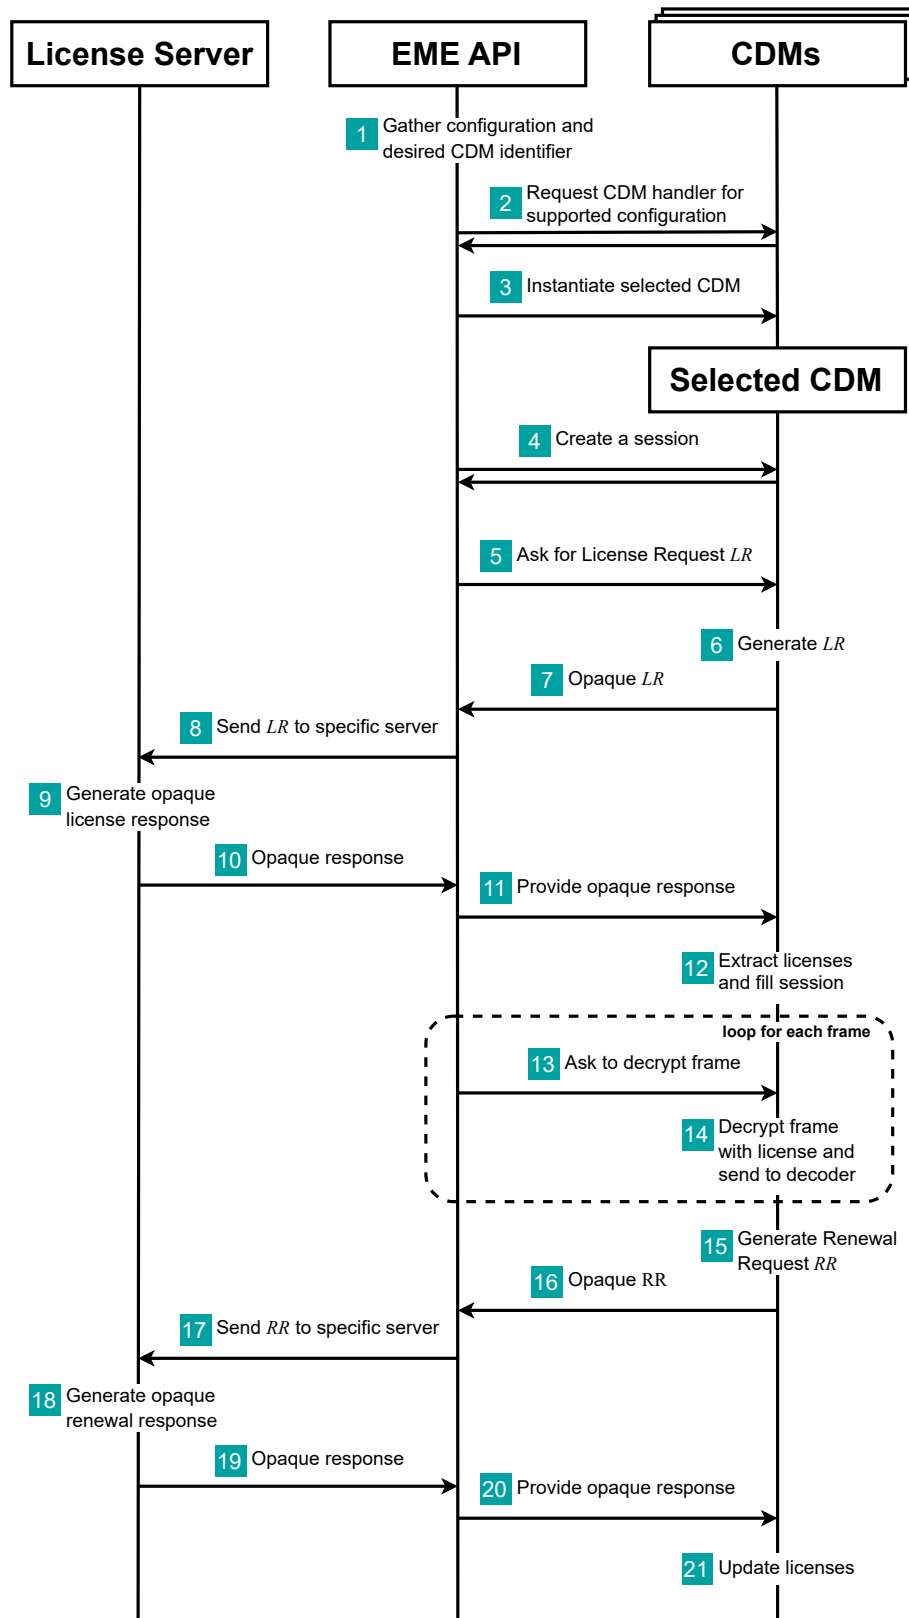 License Server
EME API
CDMs
1 Gather configuration and
desired CDM identifier
2 Request CDM handler for
supported configuration
3 Instantiate selected CDM
Selected CDM
4 Create a session
5 Ask for License Request LR
6 Generate LR
7 Opaque LR
8 Send LR to specific server
9 Generate opaque
license response
10 Opaque response
11 Provide opaque response
12 Extract licenses
and fill session
loop for each frame
13 Ask to decrypt frame
14 Decrypt frame
with license and
send to decoder
15 Generate Renewal
Request RR
16 Opaque RR
17 Send RR to specific server
18 Generate opaque
renewal response
19 Opaque response
20 Provide opaque response
21 Update licenses